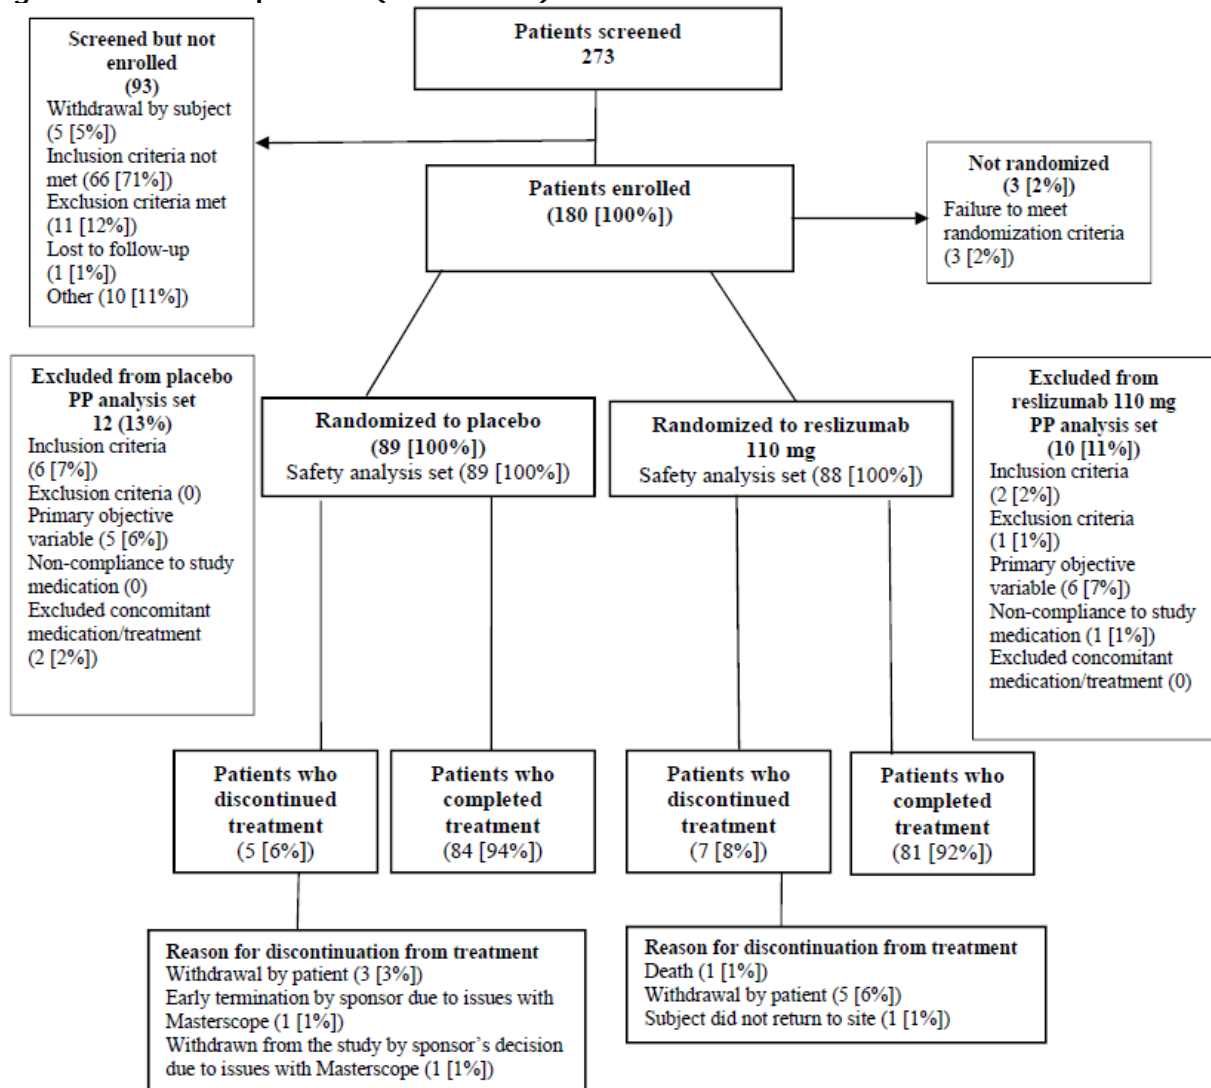 Patients screened
273
Screened but not
enrolled
(93)
Withdrawal by subject
(5 [5%])
Inclusion criteria not
met (66 [71%])
Exclusion criteria met
(11 [12%])
Lost to follow-up
(1 [1%])
Other (10 [11%])
Patients enrolled
(180 [100%])
Not randomized
(3 [2%])
Failure to meet
randomization criteria
(3 [2%])
Excluded from placebo
PP analysis set
12 (13%)
Inclusion criteria
(6 [7%])
Exclusion criteria (0)
Primary objective
variable (5 [6%])
Non-compliance to study
medication (0)
Excluded concomitant
medication/treatment
(2 [2%])
Randomized to placebo
(89 [100%])
Safety analysis set (89 [100%])
Randomized to reslizumab
110 mg
Safety analysis set (88 [100%])
Excluded from
reslizumab 110 mg
PP analysis set
(10 [11%])
Inclusion criteria
(2 [2%])
Exclusion criteria
(1 [1%])
Primary objective
variable (6 [7%])
Non-compliance to study
medication (1 [1%])
Excluded concomitant
medication/treatment (0)
Patients who
discontinued
treatment
(5 [6%])
Patients who
completed
treatment
(84 [94%])
Patients who
discontinued
treatment
(7 [8%])
Patients who
completed
treatment
(81 [92%])
Reason for discontinuation from treatment
Withdrawal by patient (3 [3%])
Early termination by sponsor due to issues with
Masterscope (1 [1%])
Withdrawn from the study by sponsor's decision
due to issues with Masterscope (1 [1%])
Reason for discontinuation from treatment
Death (1 [1%])
Withdrawal by patient (5 [6%])
Subject did not return to site (1 [1%])